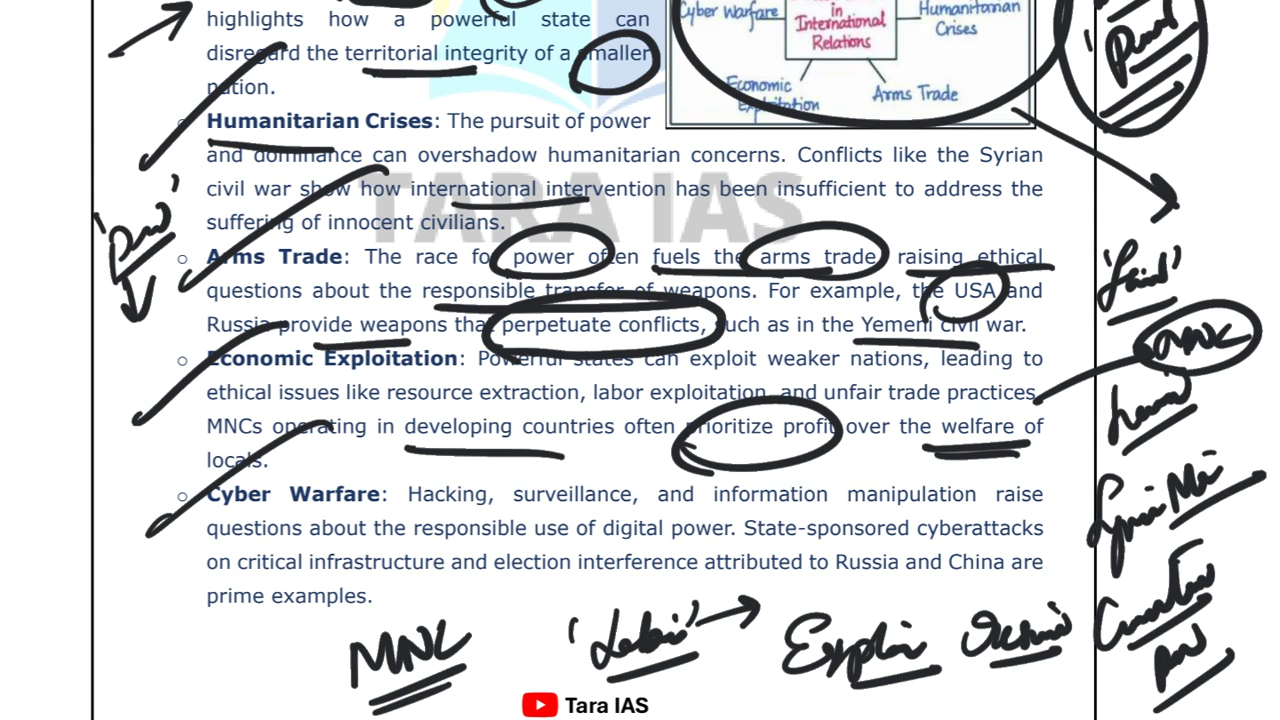 highlights how a powerful state can
disregard the territorial integrity of a smaller
nation.
Cyber Warfare
in
International
Relations
Humanitarian
Crises
Economic
Exploitation
Arms Trade
○ Humanitarian Crises: The pursuit of power
and dominance can overshadow humanitarian concerns. Conflicts like the Syrian
civil war show how international intervention has been insufficient to address the
suffering of innocent civilians.
TARA IAS
○ Arms Trade: The race for power often fuels the arms trade, raising ethical
questions about the responsible transfer of weapons. For example, the USA and
Russia provide weapons that perpetuate conflicts, such as in the Yemeni civil war.
○ Economic Exploitation: Powerful states can exploit weaker nations, leading to
ethical issues like resource extraction, labor exploitation, and unfair trade practices.
MNCs operating in developing countries often prioritize profit over the welfare of
locals.
○ Cyber Warfare: Hacking, surveillance, and information manipulation raise
questions about the responsible use of digital power. State-sponsored cyberattacks
on critical infrastructure and election interference attributed to Russia and China are
prime examples.
MNC
MNC
Tara IAS